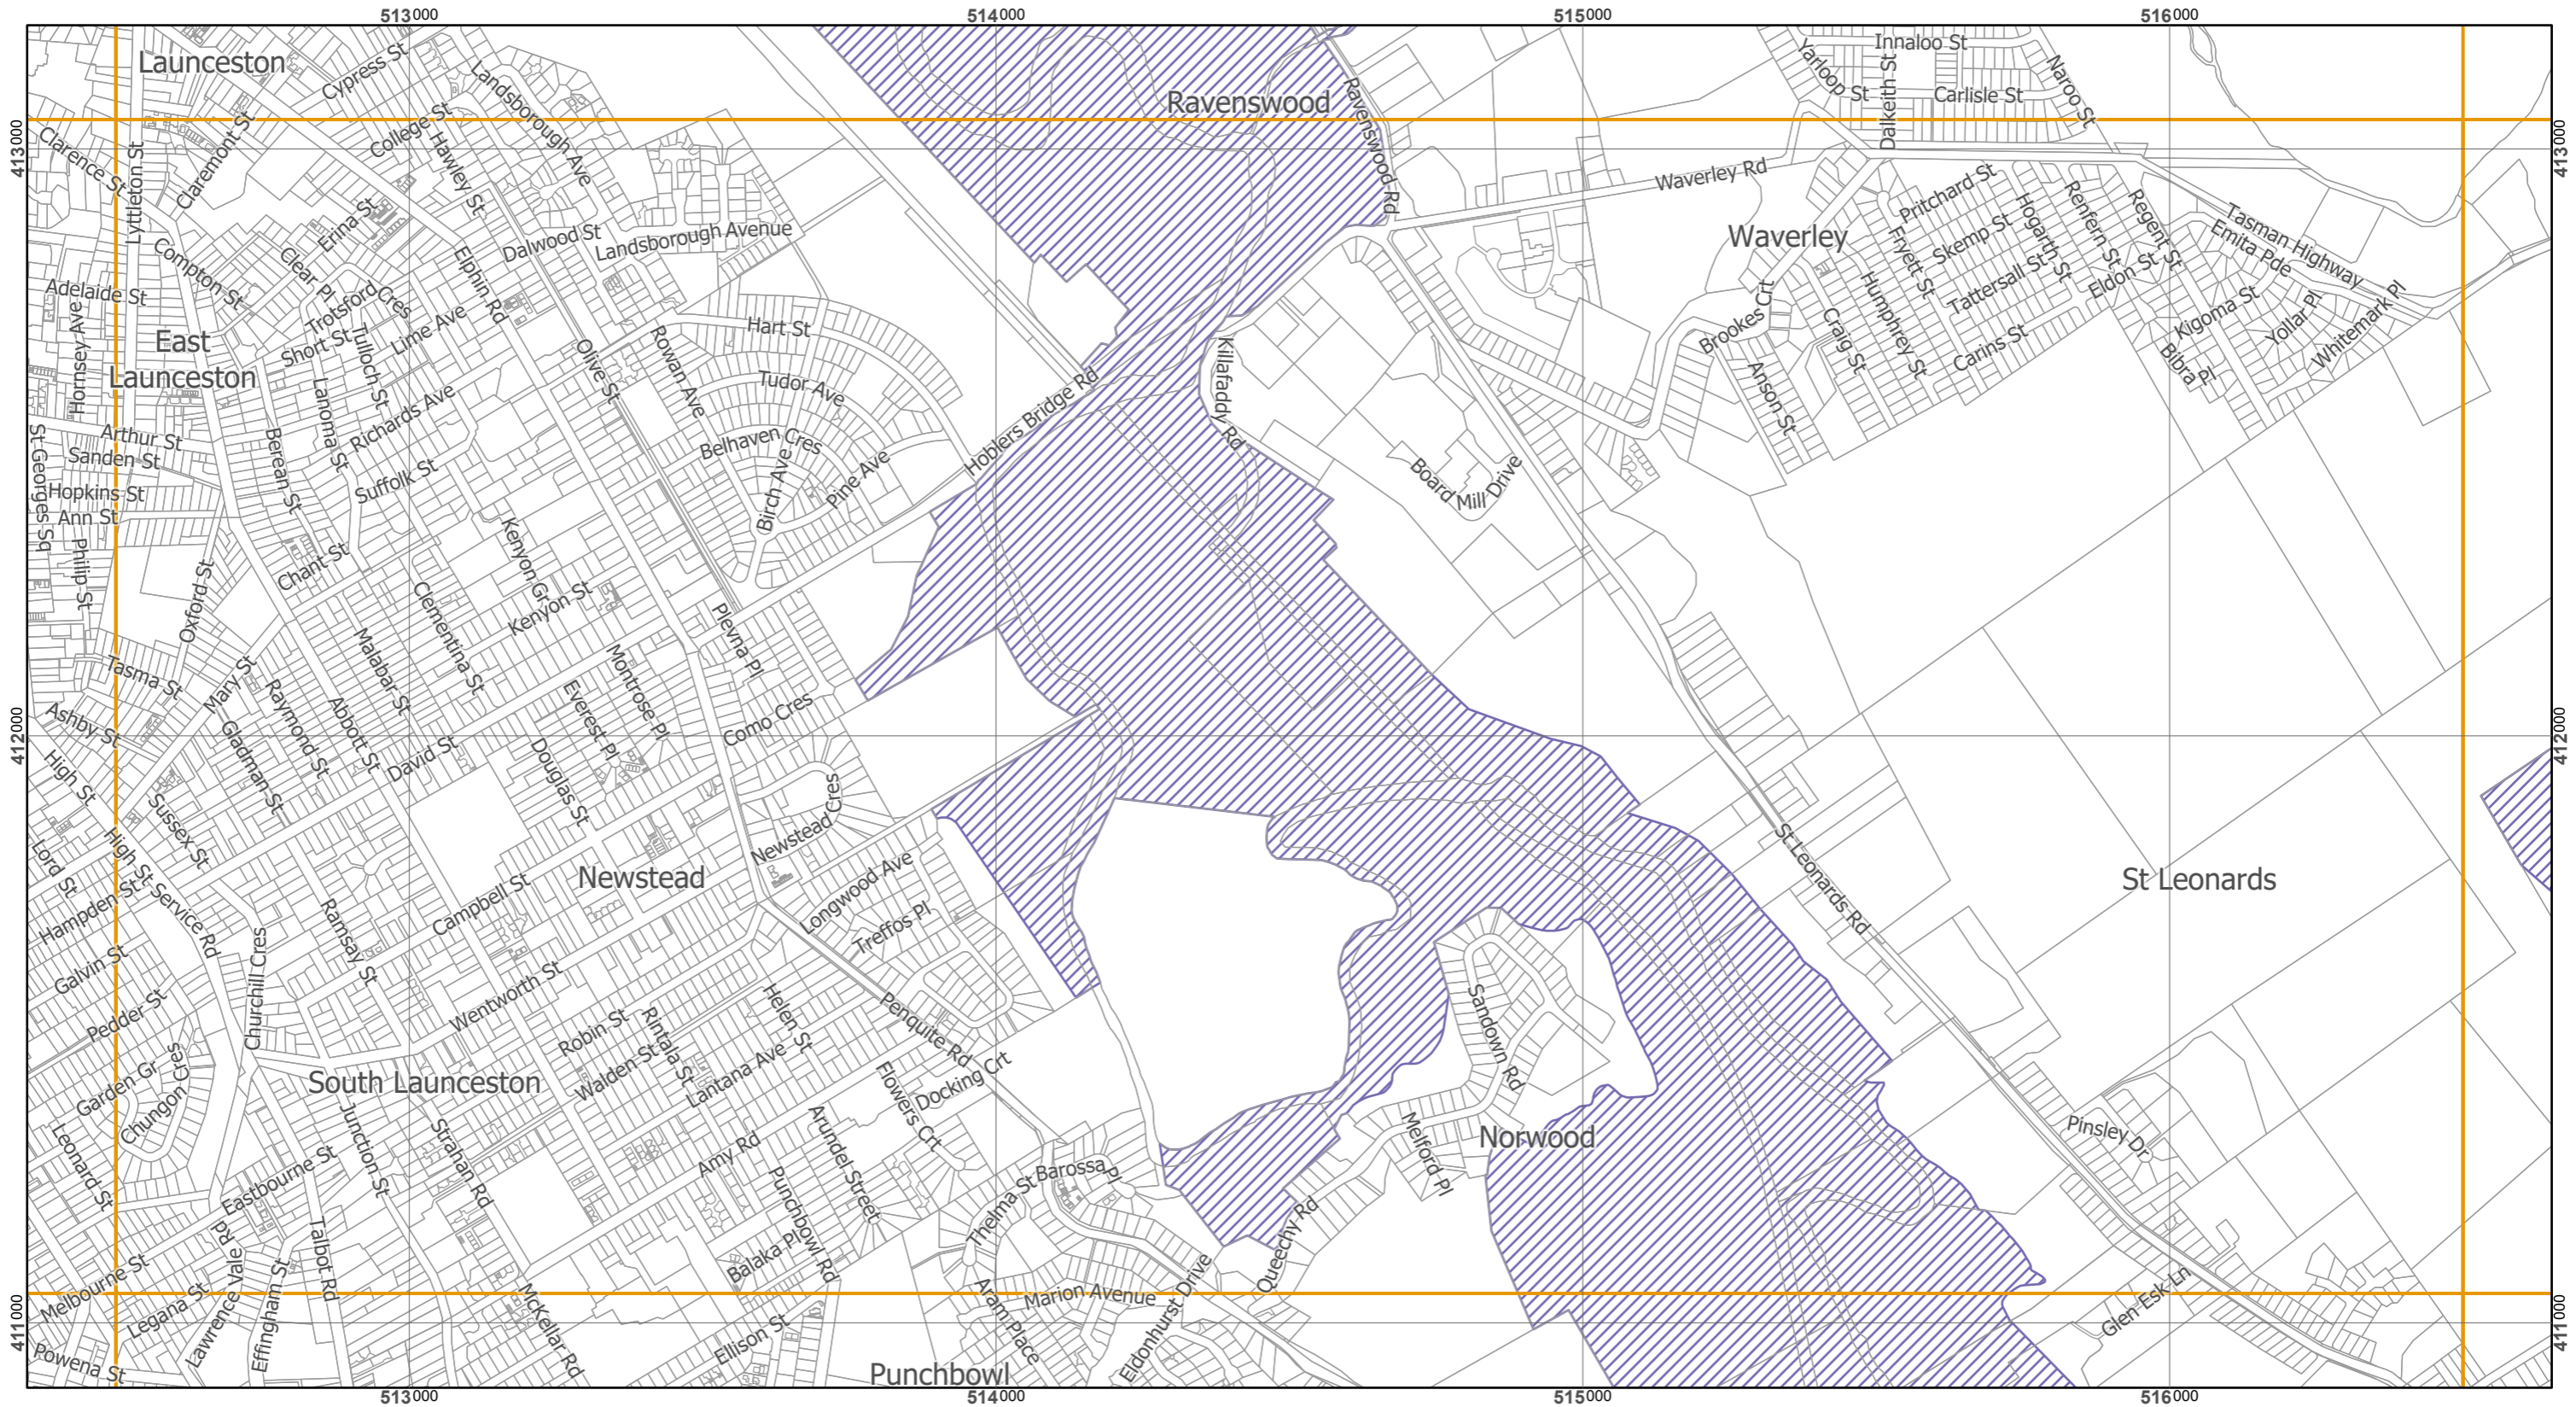 513000 514000 515000 516000
Launceston
Cypress St
Landsborough Ave
Ravenswood
Ravenswood Rd
Yarloop St
Innaloo St
Dalkeith St
Carlisle St
Naroo St
413000
413000
Clarence St
Lyttleton St
Claremont St
College St
Hawley St
Waverley Rd
Pritchard St
Erina St
Clear Pl
Compton St
Elphin Rd
Dalwood St
Landsborough Avenue
Waverley
Fryett St
Skemp St
Hogarth St
Renfern St
Regent St
Tasman Highway
Emita Pde
Adelaide St
Hornsey Ave
Trotsford Cres
Short St
Tulloch St
Lime Ave
Tattersall St
Eldon St
Humphrey St
Kigoma St
Yollar Pl
Whitemark Pl
East
Launceston
Olive St
Rowan Ave
Hart St
Killafaddy Rd
Brookes Crt
Craig St
Carins St
Bibra Pl
Anson St
Tudor Ave
Lanoma St
Richards Ave
Hoblers Bridge Rd
St Georges Sq
Arthur St
Sanden St
Berean St
Suffolk St
Belhaven Cres
Birch Ave
Pine Ave
Board Mill Drive
Hopkins St
Ann St
Philip St
Oxford St
Chant St
Kenyon Gr
Kenyon St
Clementina St
Plevna Pl
Tasma St
Mary St
Raymond St
Malabar St
Abbott St
Montrose Pl
Everest Pl
Como Cres
412000
412000
Ashby St
Gladman St
David St
Douglas St
High St
Sussex St
Newstead Cres
Lord St
High St Service Rd
Hampden St
Newstead
Campbell St
Longwood Ave
Treffos Pl
St Leonards Rd
St Leonards
Ramsay St
Galvin St
Churchill Cres
Wentworth St
Pedder St
Robin St
Rintala St
Helen St
Penquite Rd
Sandown Rd
Garden Gr
Chungon Cres
South Launceston
Walden St
Lantana Ave
Flowers Crt
Docking Crt
Leonard St
Junction St
Strahan Rd
Arundel Street
Melford Pl
Norwood
Pinsley Dr
Eastbourne St
Amy Rd
Punchbowl Rd
Thelma St
Barossa Pl
Queechy Rd
Talbot Rd
Balaka Pl
Melbourne St
Legana St
Lawrence Vale Rd
Effingham St
McKellar Rd
Aram Place
Marion Avenue
Eldonhurst Drive
Glen Esk Ln
411000
411000
Powena St
Ellison St
Punchbowl
513000 514000 515000 516000